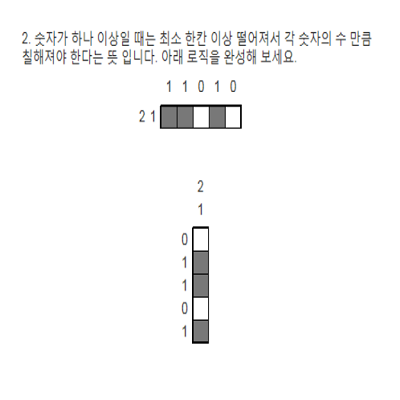 2. 숫자가 하나 이상일 때는 최소 한칸 이상 떨어져서 각 숫자의 수 만큼
칠해져야 한다는 뜻 입니다. 아래 로직을 완성해 보세요.
1 1 0 1 0
2 1
2
1
0
1
1
0
1